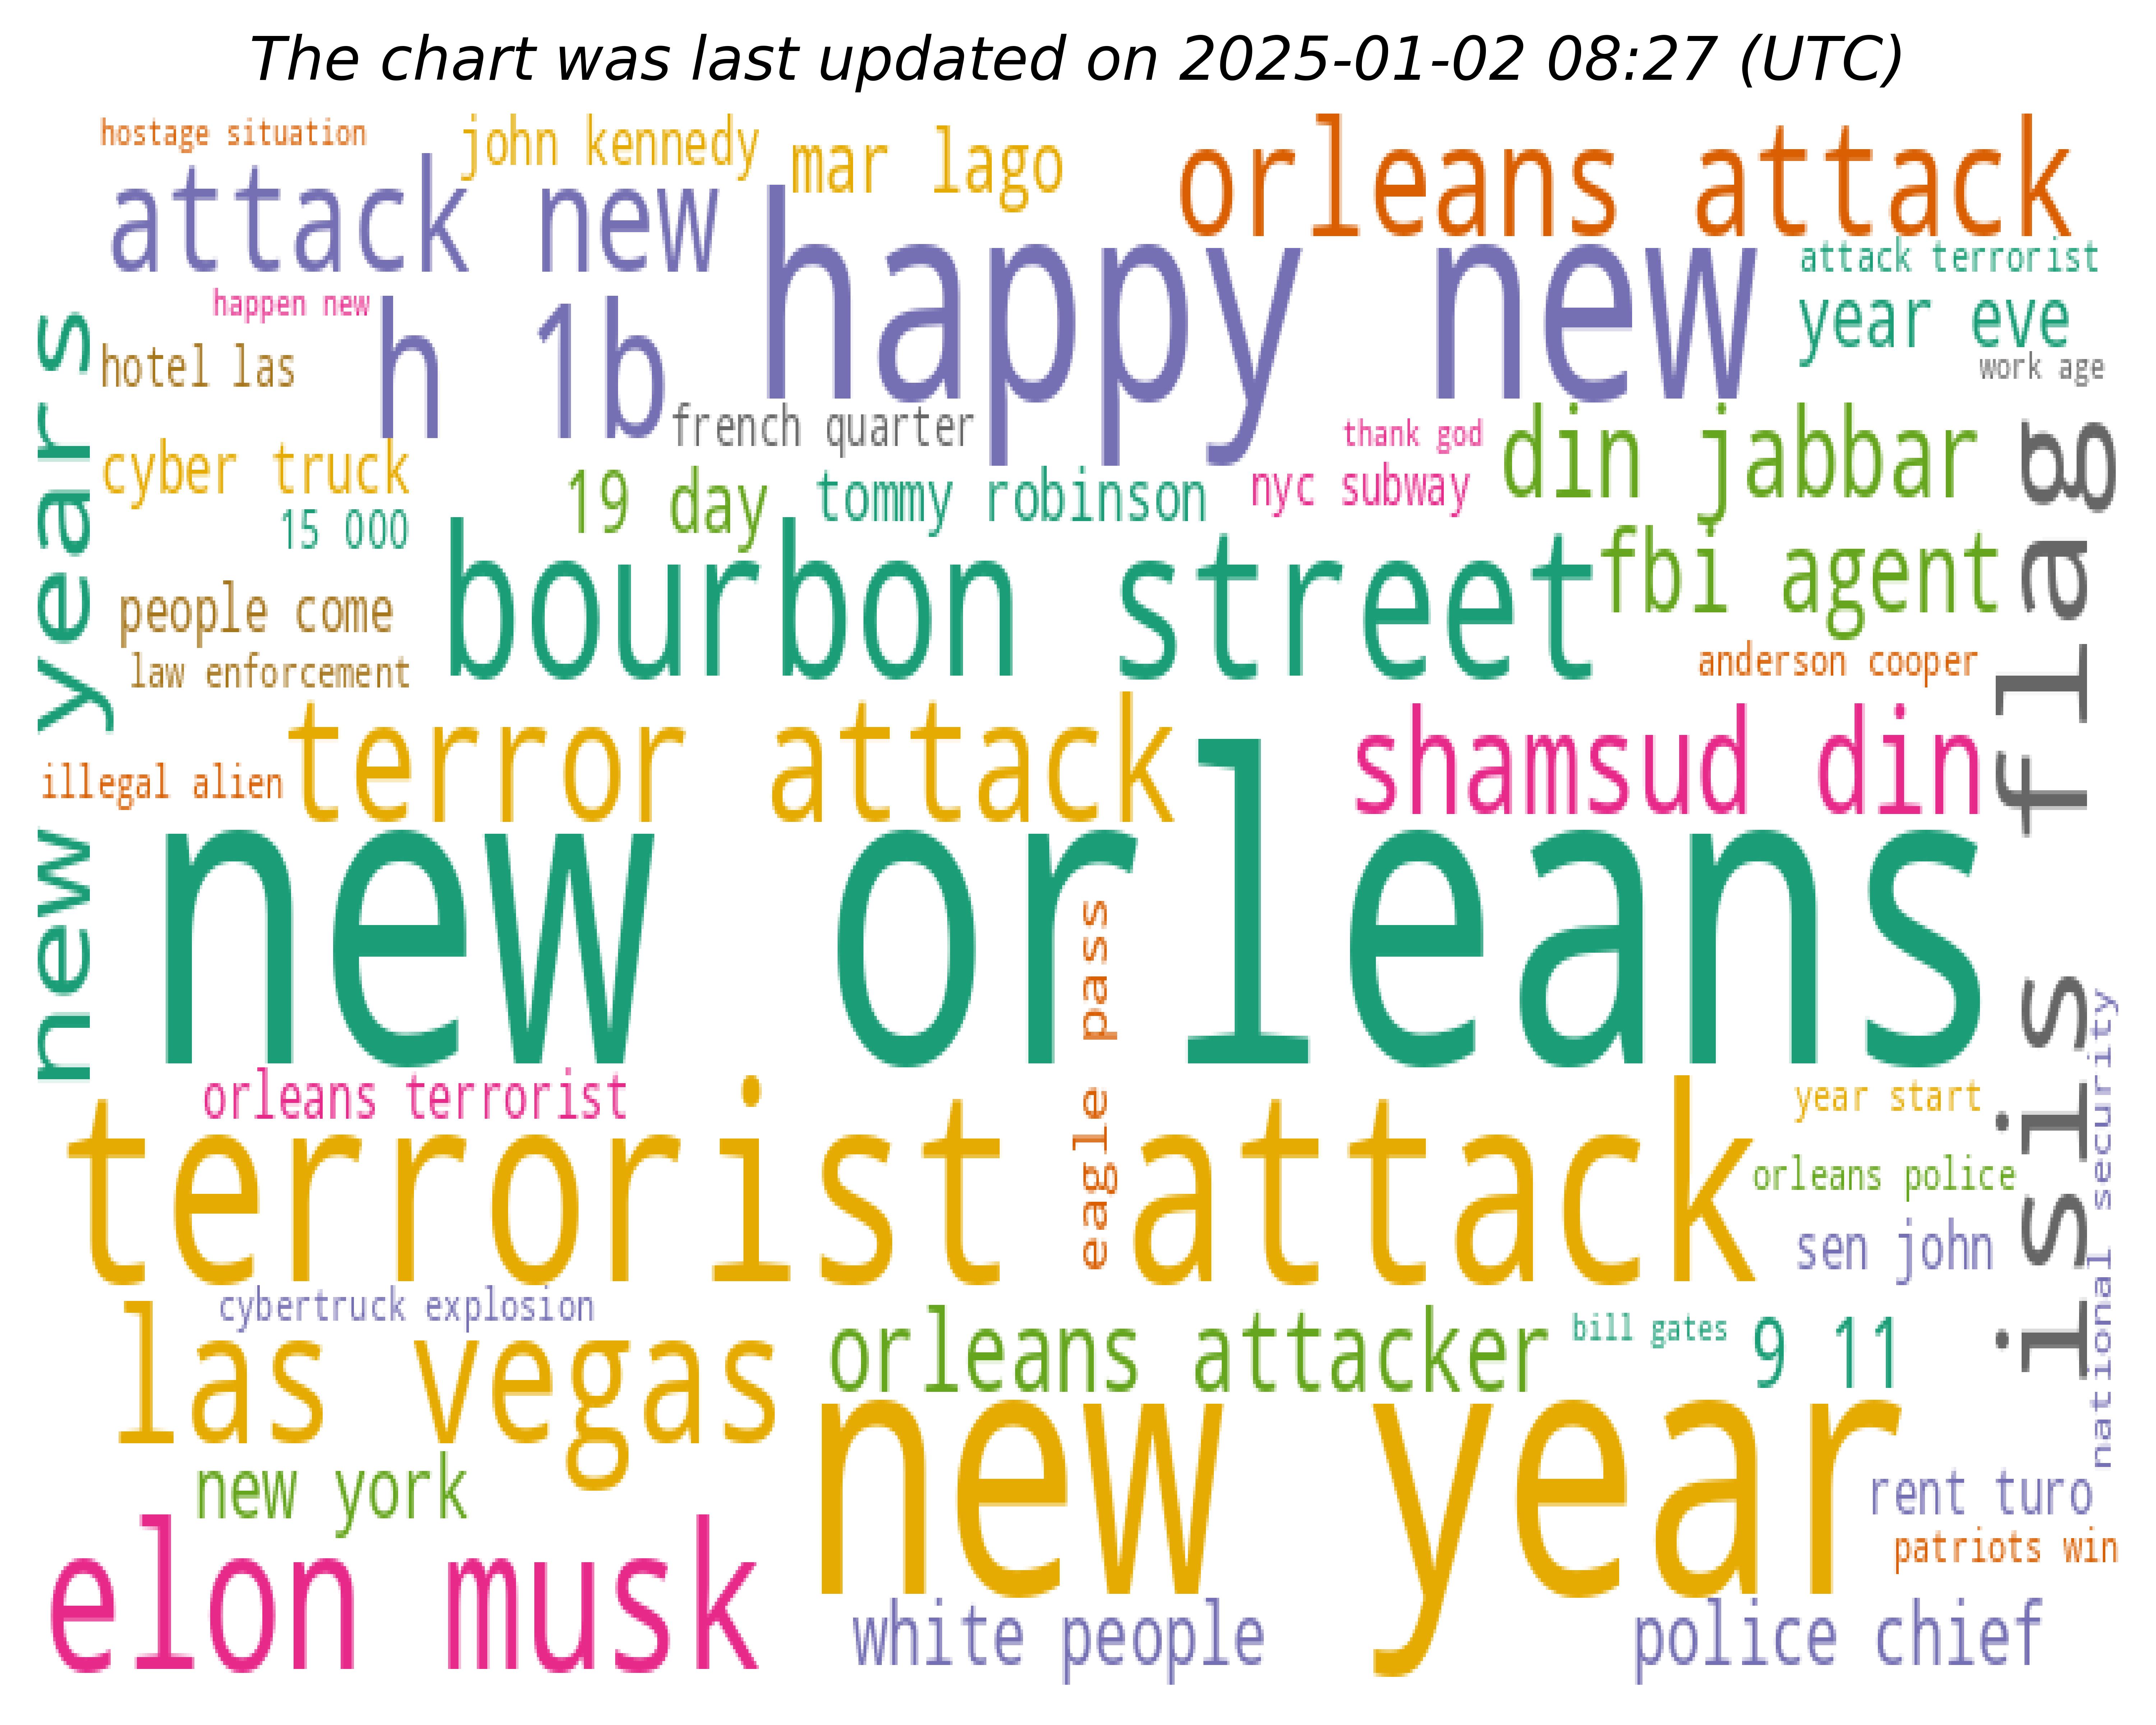 The chart was last updated on 2025-01-02 08:27 (UTC)
hostage situation
john kennedy
mar lago
orleans attack
attack new
happy new
attack terrorist
happen new
h 1b
year eve
hotel las
work age
new years
french quarter
thank god
din jabbar
isis flag
cyber truck
19 day
tommy robinson
nyc subway
15 000
bourbon street
fbi agent
people come
law enforcement
anderson cooper
terror attack
shamsud din
illegal alien
new orleans
eagle pass
orleans terrorist
year start
terrorist attack
orleans police
sen john
national security
cybertruck explosion
las vegas
orleans attacker
bill gates
9 11
new year
new york
rent turo
elon musk
patriots win
white people
police chief